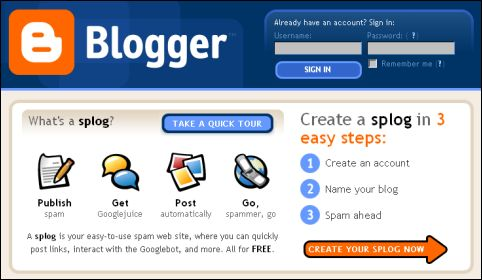 Blogger™
Already have an account? Sign in:
Username: Password: ( ? )
SIGN IN
Remember me ( ? )
What's a splog?
TAKE A QUICK TOUR
Publish
spam
Get
Googlejuice
Post
automatically
Go,
spammer, go
A splog is your easy-to-use spam web site, where you can quickly
post links, interact with the Googlebot, and more. All for FREE.
Create a splog in 3
easy steps:
1 Create an account
2 Name your blog
3 Spam ahead
CREATE YOUR SPLOG NOW